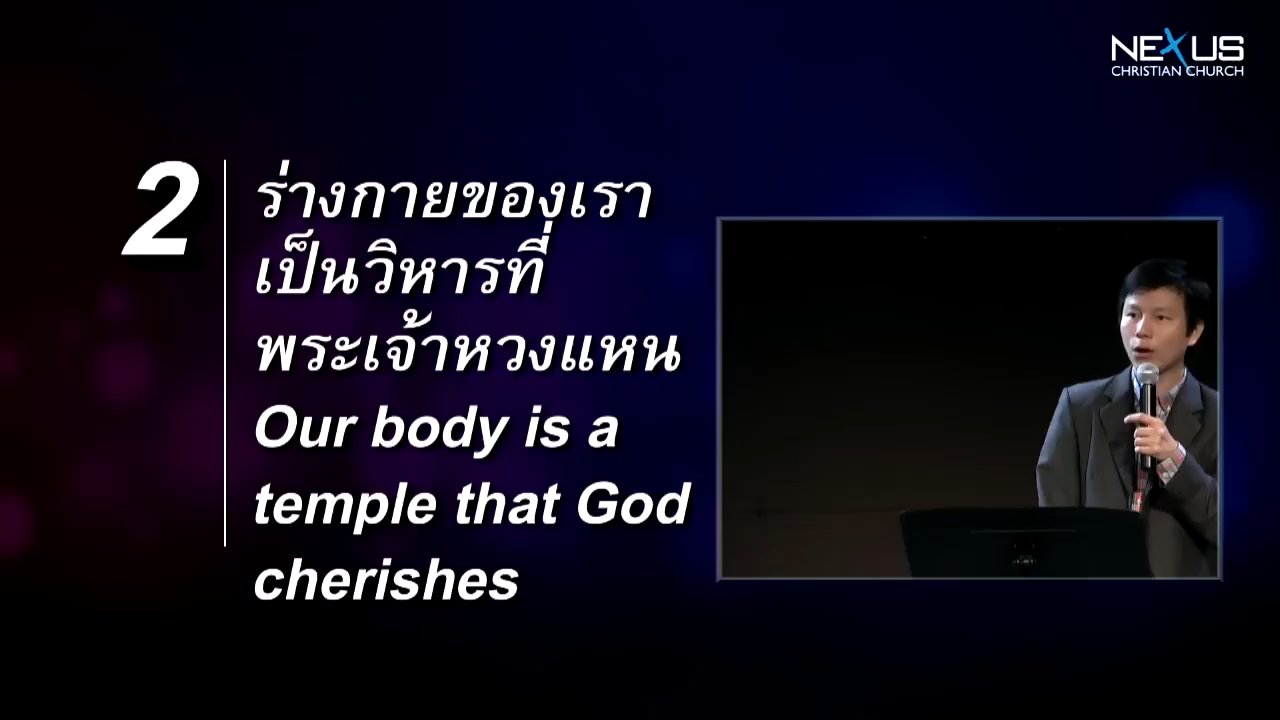 NEXUS
CHRISTIAN CHURCH
2
ร่างกายของเรา
เป็นวิหารที่
พระเจ้าหวงแหน
Our body is a
temple that God
cherishes